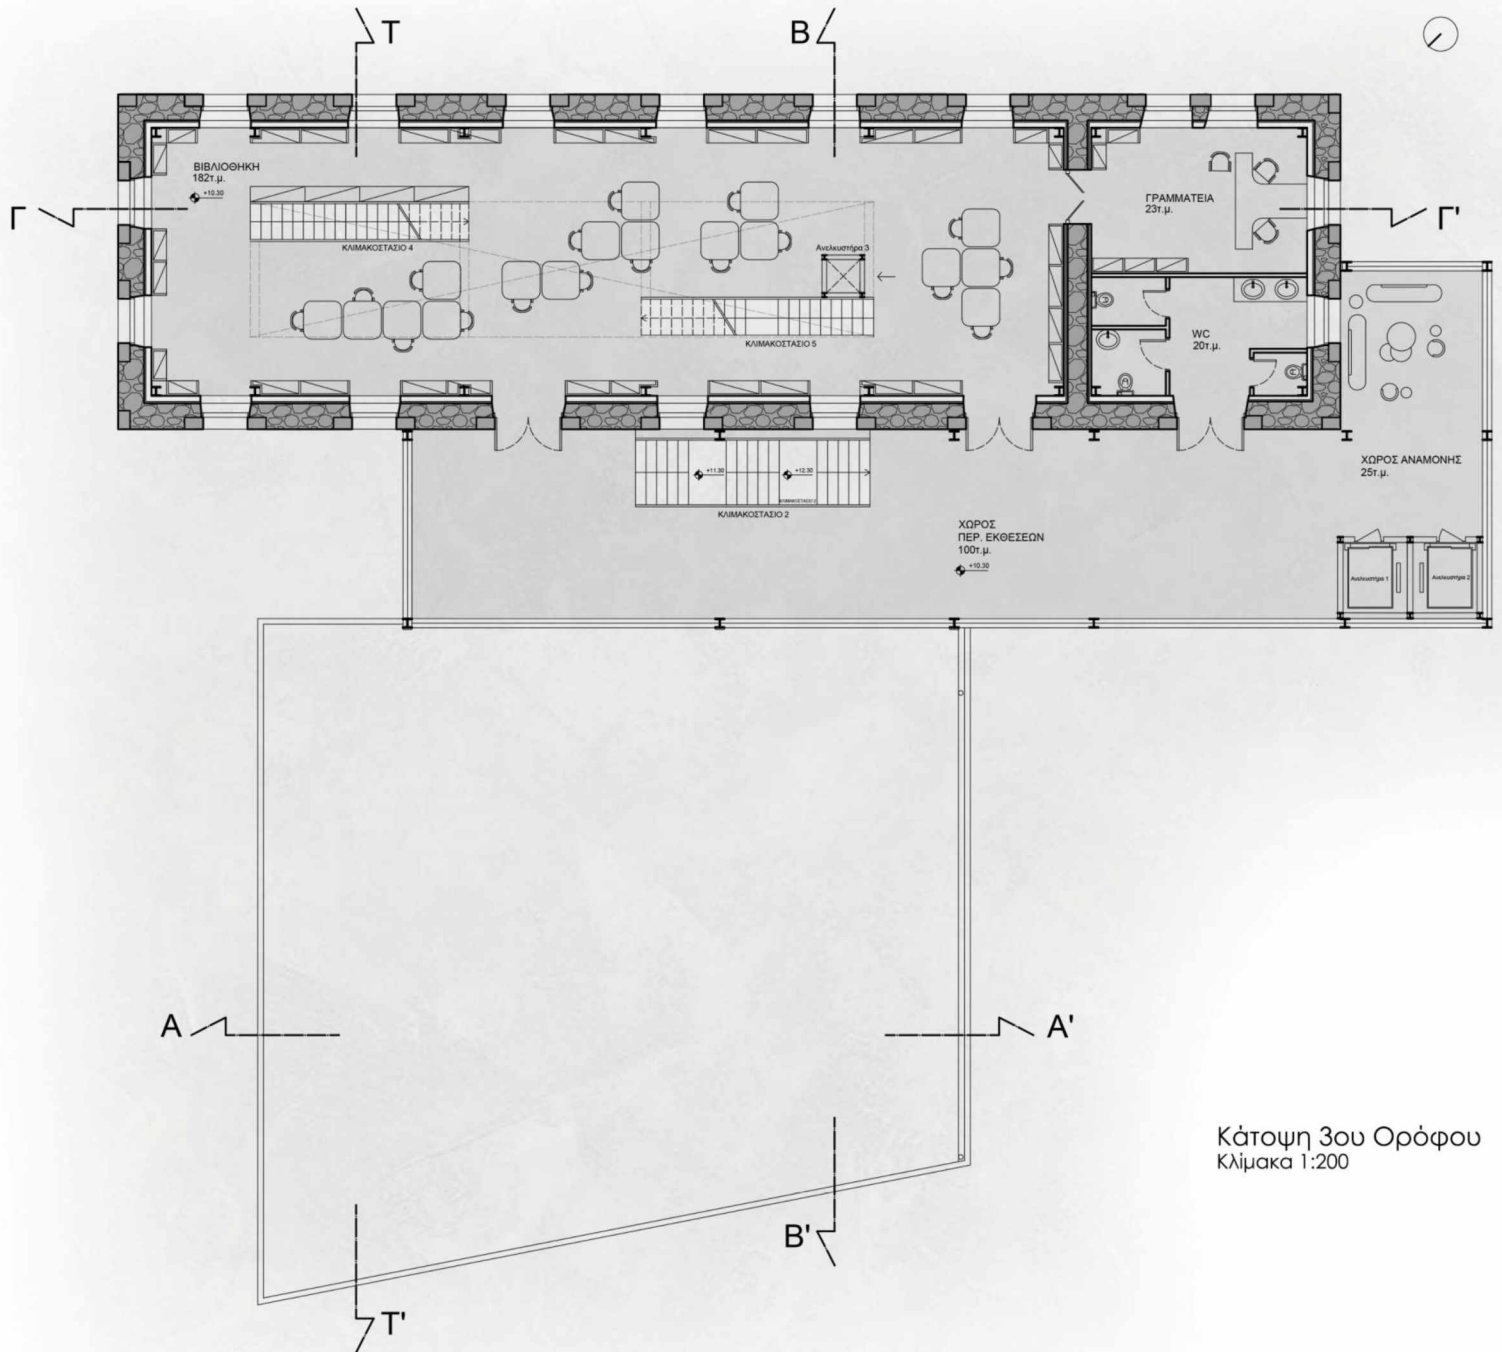 Τ
Β
ΒΙΒΛΙΟΘΗΚΗ
182τ.μ.
+10.30
Γ
ΚΛΙΜΑΚΟΣΤΑΣΙΟ 4
Ανελκυστήρα 3
ΓΡΑΜΜΑΤΕΙΑ
23τ.μ.
Γ'
ΚΛΙΜΑΚΟΣΤΑΣΙΟ 5
WC
20τ.μ.
+11.30
+12.30
ΚΛΙΜΑΚΟΣΤΑΣΙΟ 2
ΧΩΡΟΣ ΑΝΑΜΟΝΗΣ
25τ.μ.
ΧΩΡΟΣ
ΠΕΡ. ΕΚΘΕΣΕΩΝ
100τ.μ.
+10.30
Ανελκυστήρα 1
Ανελκυστήρα 2
Α
Α'
Β'
Τ'
Κάτοψη 3ου Ορόφου
Κλίμακα 1:200